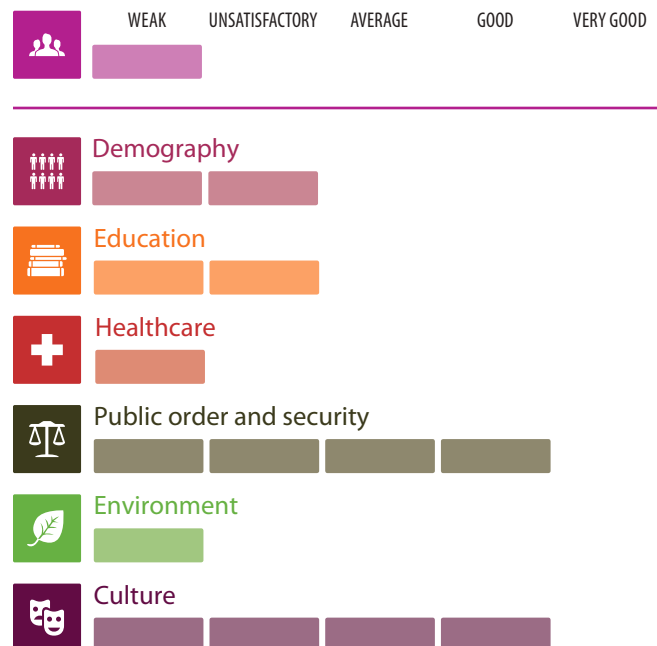 WEAK UNSATISFACTORY AVERAGE GOOD VERY GOOD
Demography
Education
Healthcare
Public order and security
Environment
Culture